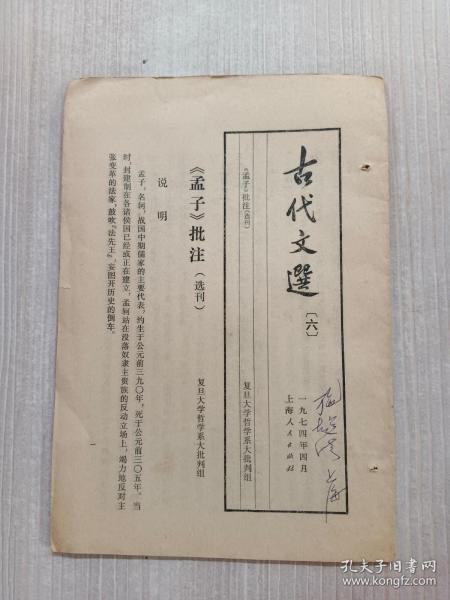 古代文選
〔六〕
一九七四年四月
上海人民出版社
《孟子》批注（选刊）
复旦大学哲学系大批判组
上海
《孟子》批注（选刊）
复旦大学哲学系大批判组
说明
孟子，名轲，战国中期儒家的主要代表。约生于公元前三九〇年，死于公元前三〇五年。当
时，封建制在各诸侯国已经或正在建立，孟轲站在没落奴隶主贵族的反动立场上，竭力地反对主
张变革的法家，鼓吹“法先王”，妄图开历史的倒车。
孔夫子旧书网
www.kongfz.com